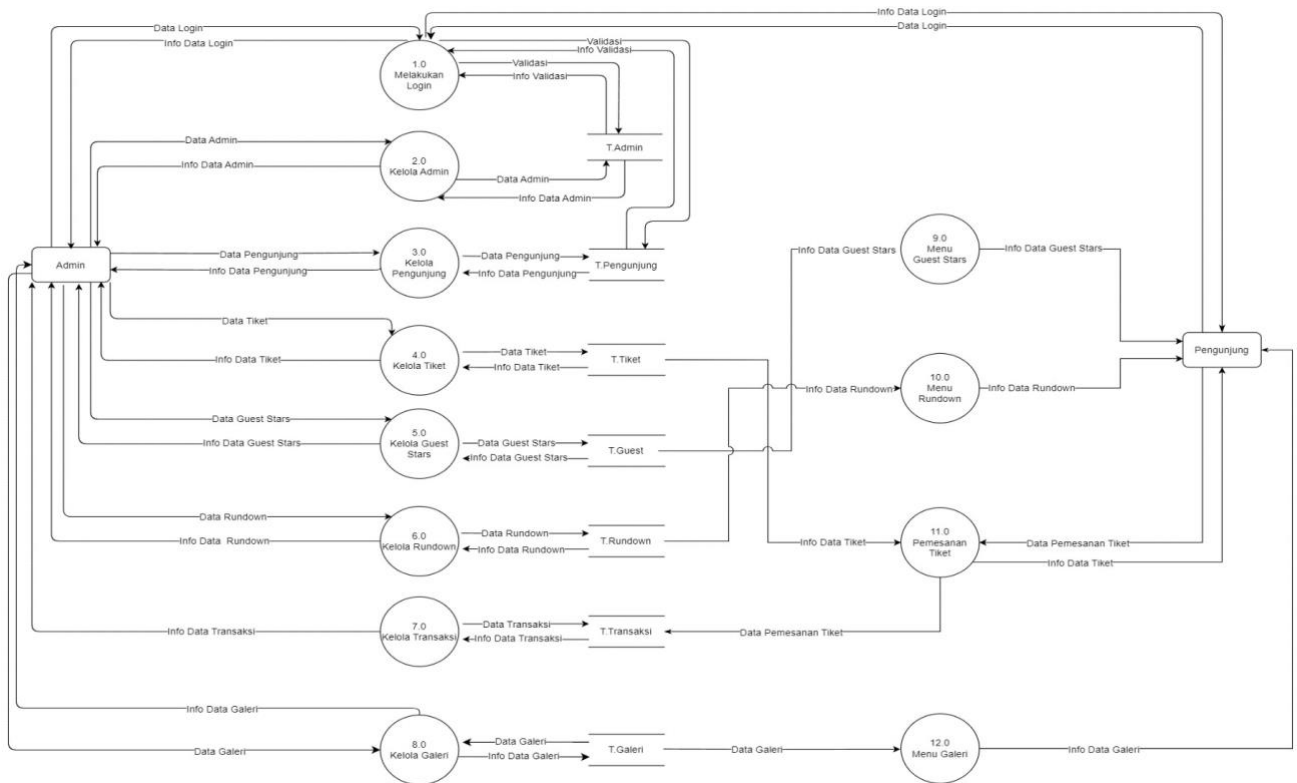 Info Data Login
Data Login
Data Login
Info Data Login
Validasi
Info Validasi
1.0
Melakukan
Login
Validasi
Info Validasi
Data Admin
2.0
Kelola Admin
T.Admin
Info Data Admin
Data Admin
Info Data Admin
Admin
Data Pengunjung
Info Data Pengunjung
3.0
Kelola
Pengunjung
Data Pengunjung
Info Data Pengunjung
T.Pengunjung
Info Data Guest Stars
9.0
Menu
Guest Stars
Info Data Guest Stars
Data Tiket
Info Data Tiket
4.0
Kelola Tiket
Data Tiket
Info Data Tiket
T.Tiket
Pengunjung
Info Data Rundown
10.0
Menu
Rundown
Info Data Rundown
Data Guest Stars
Info Data Guest Stars
5.0
Kelola Guest
Stars
Data Guest Stars
Info Data Guest Stars
T.Guest
Data Rundown
Info Data  Rundown
6.0
Kelola Rundown
Data Rundown
Info Data Rundown
T.Rundown
Info Data Tiket
11.0
Pemesanan
Tiket
Data Pemesanan Tiket
Info Data Tiket
Info Data Transaksi
7.0
Kelola Transaksi
Data Transaksi
Info Data Transaksi
T.Transaksi
Data Pemesanan Tiket
Info Data Galeri
Data Galeri
8.0
Kelola Galeri
Data Galeri
Info Data Galeri
T.Galeri
Data Galeri
12.0
Menu Galeri
Info Data Galeri